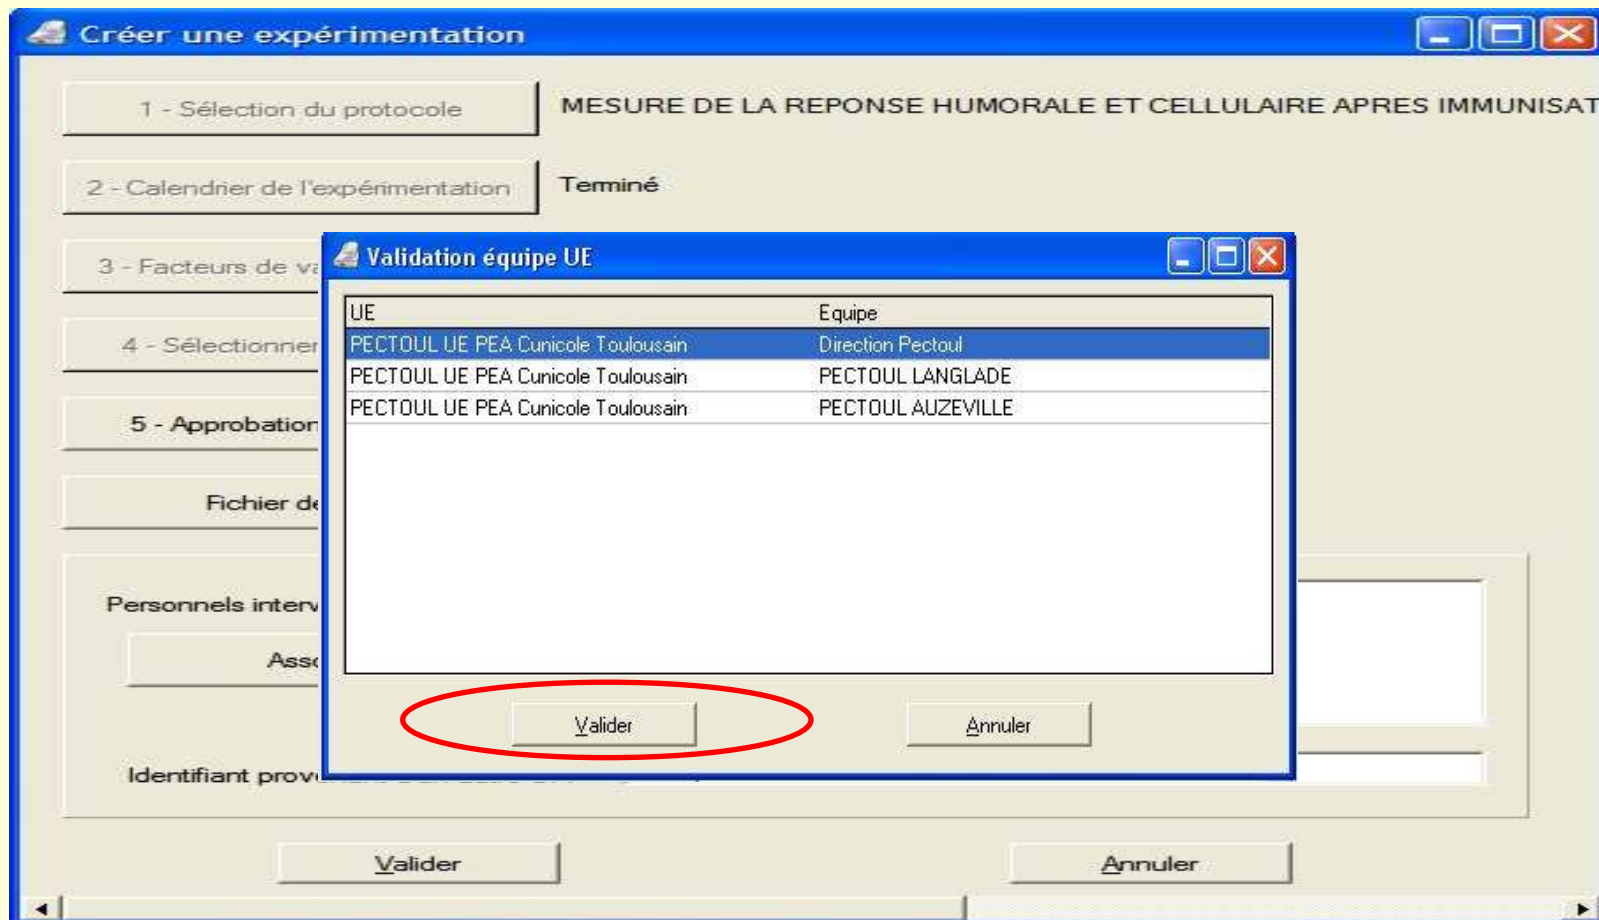 Créer une expérimentation
1 - Sélection du protocole MESURE DE LA REPONSE HUMORALE ET CELLULAIRE APRES IMMUNISAT
2 - Calendrier de l'expérimentation Terminé
3 - Facteurs de va
4 - Sélectionner
5 - Approbation
Fichier de
Personnels interv
Asso
Identifiant prov
Valider Annuler
Validation équipe UE
UE Equipe
PECTOUL UE PEA Cunicole Toulousain Direction Pectoul
PECTOUL UE PEA Cunicole Toulousain PECTOUL LANGLADE
PECTOUL UE PEA Cunicole Toulousain PECTOUL AUZEVILLE
Valider Annuler